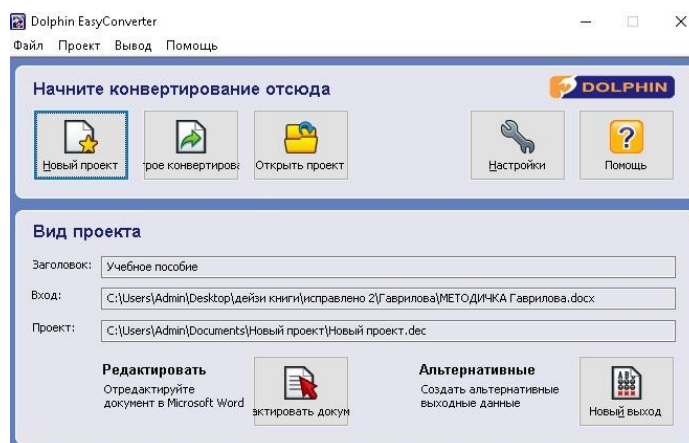 Dolphin EasyConverter
Файл Проект Вывод Помощь
Начните конвертирование отсюда
DOLPHIN
Новый проект
трое конвертирова
Открыть проект
Настройки
Помощь
Вид проекта
Заголовок: Учебное пособие
Вход: C:\Users\Admin\Desktop\дейзи книги\исправлено 2\Гаврилова\МЕТОДИЧКА Гаврилова.docx
Проект: C:\Users\Admin\Documents\Новый проект\Новый проект.dec
Редактировать
Отредактируйте
документ в Microsoft Word
актировать докум
Альтернативные
Создать альтернативные
выходные данные
Новый выход